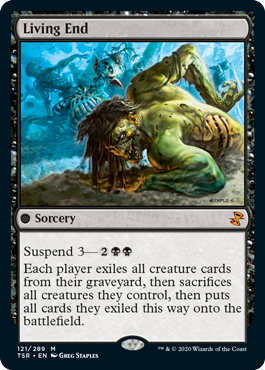 Living End
STAPLE-G.
Sorcery
Suspend 3—2
Each player exiles all creature cards
from their graveyard, then sacrifices
all creatures they control, then puts
all cards they exiled this way onto the
battlefield.
121/289 M
TSR • EN Greg Staples
™ & © 2020 Wizards of the Coast